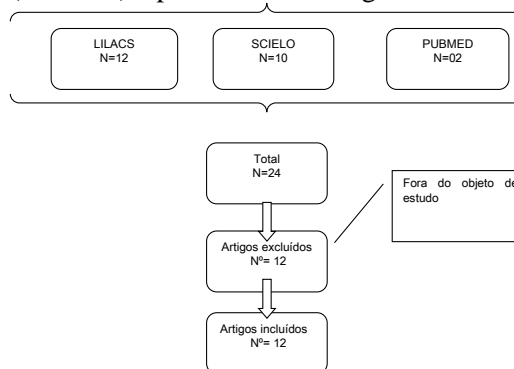 LILACS
N=12
SCIELO
N=10
PUBMED
N=02
Total
N=24
Fora do objeto de
estudo
Artigos excluídos
Nº= 12
Artigos incluídos
Nº= 12